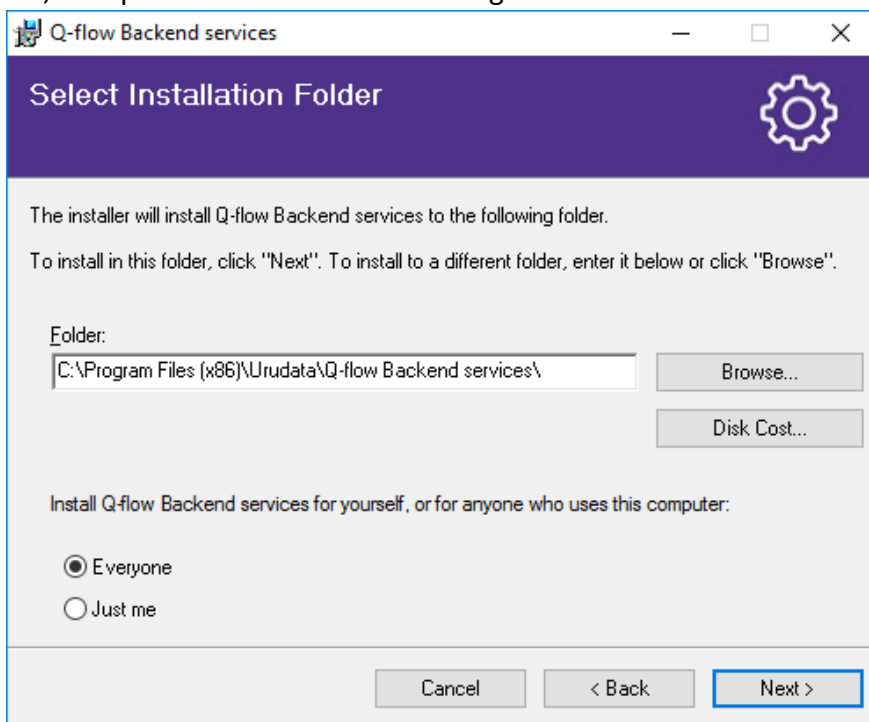 Q-flow Backend services
Select Installation Folder
The installer will install Q-flow Backend services to the following folder.
To install in this folder, click "Next". To install to a different folder, enter it below or click "Browse".
Folder:
C:\Program Files (x86)\Urudata\Q-flow Backend services\
Browse...
Disk Cost...
Install Q-flow Backend services for yourself, or for anyone who uses this computer:
Everyone
Just me
Cancel
< Back
Next >